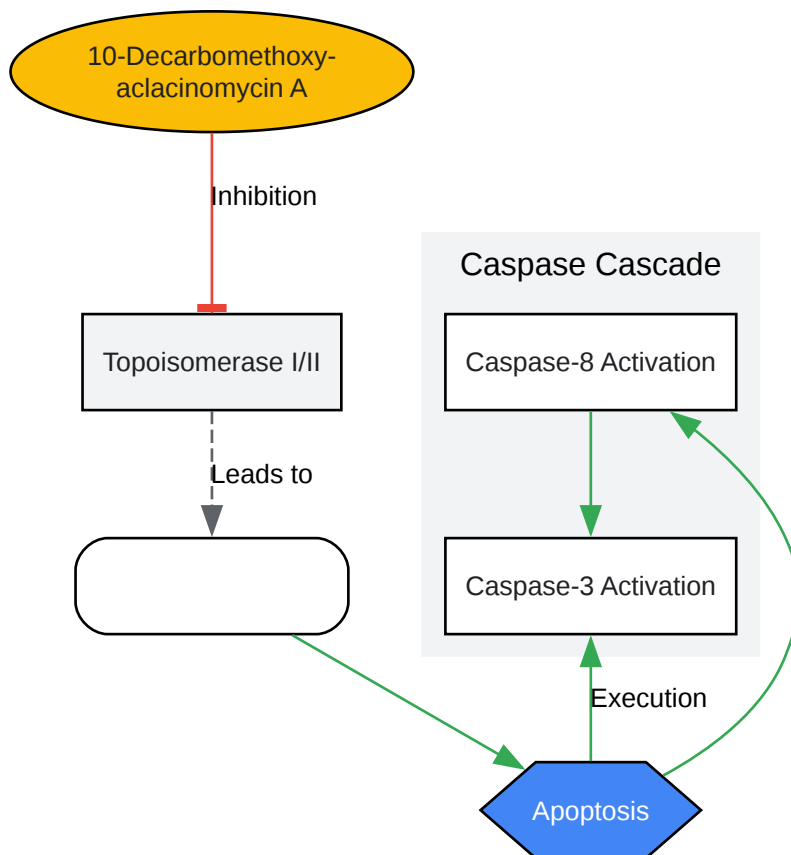 10-Decarbomethoxy-
aclacinomycin A
Inhibition
Caspase Cascade
Topoisomerase I/II
Caspase-8 Activation
Leads to
Caspase-3 Activation
Execution
Apoptosis